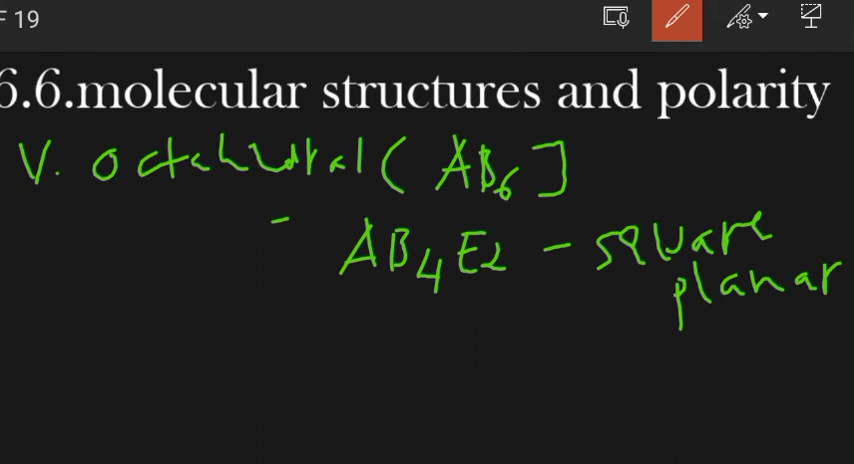 F 19
6.6.molecular structures and polarity
V. Octahedral ( AB6 ]
- AB4E2 - square
planar